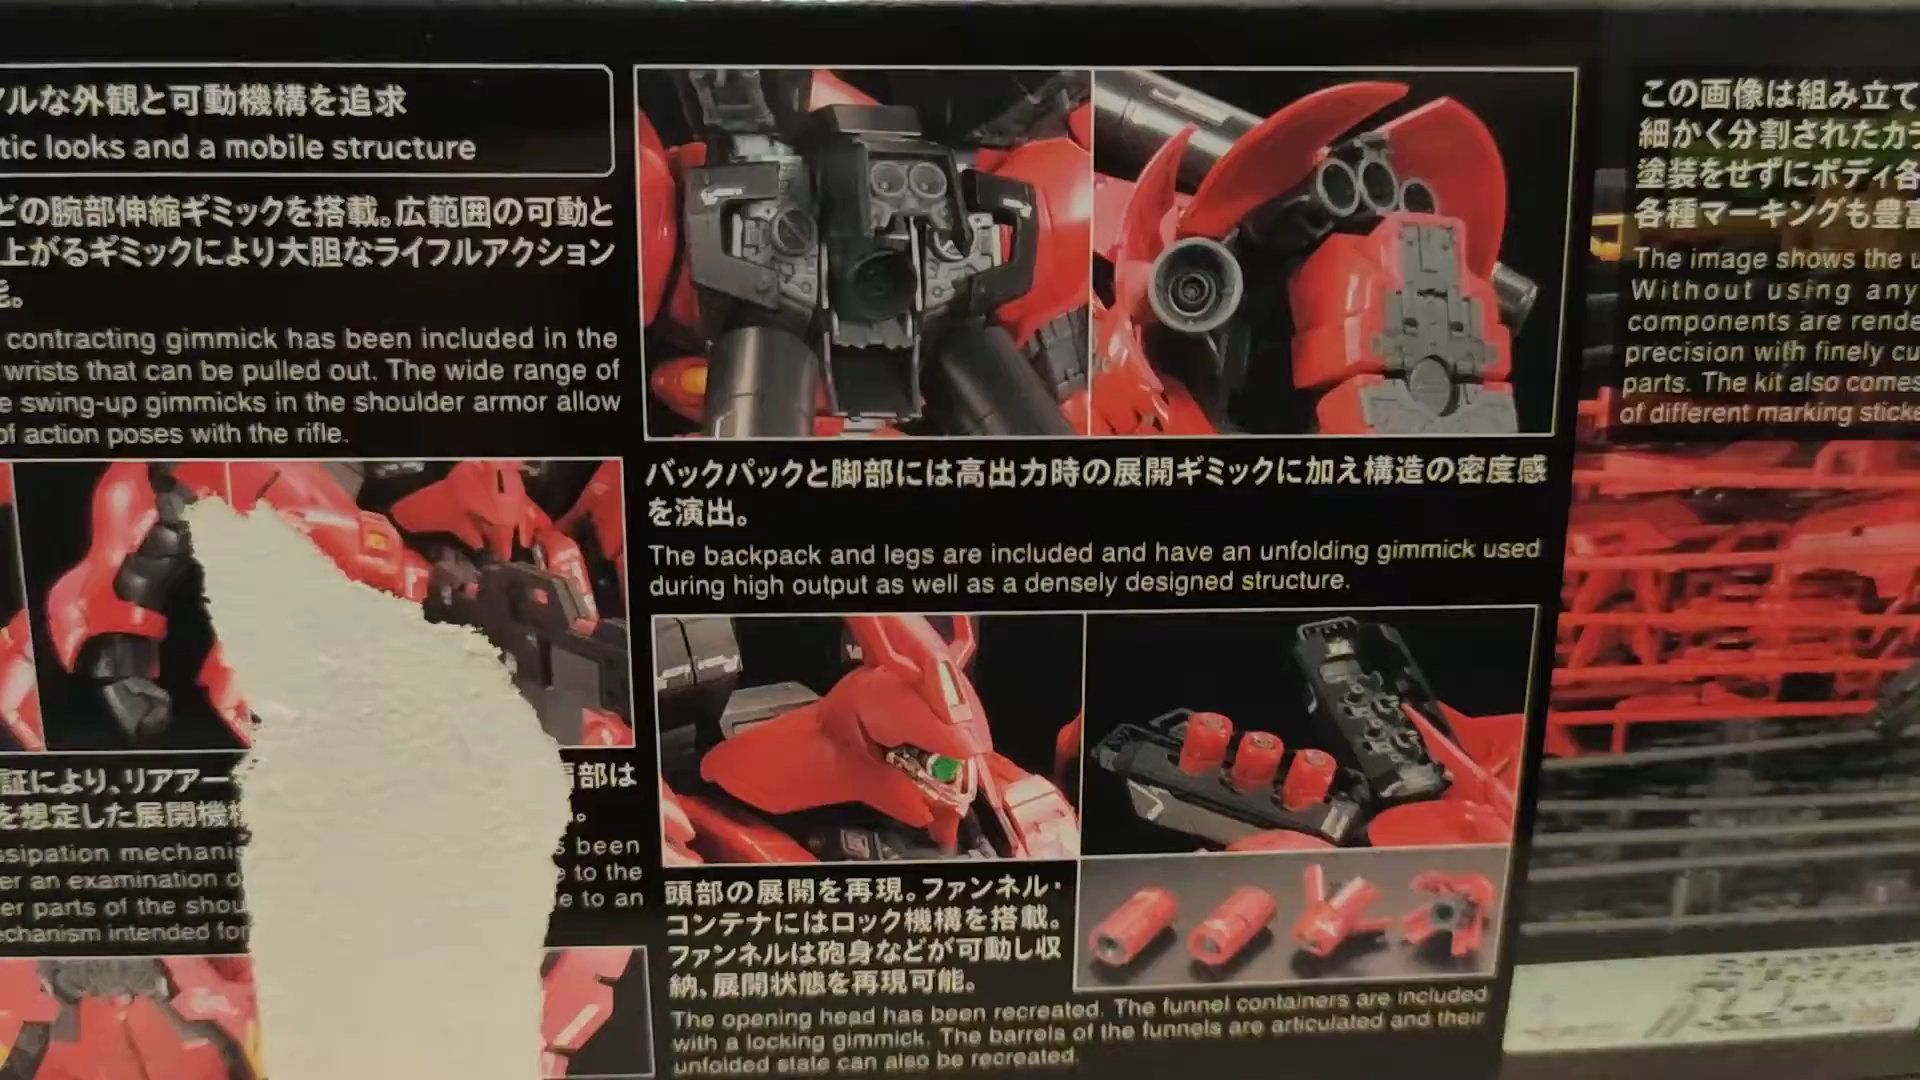 ルな外観と可動機構を追求
tic looks and a mobile structure
どの腕部伸縮ギミックを搭載。広範囲の可動と
上がるギミックにより大胆なライフルアクション
能。
contracting gimmick has been included in the
wrists that can be pulled out. The wide range of
e swing-up gimmicks in the shoulder armor allow
of action poses with the rifle.
証により、リアアー
を想定した展開機構
部は
。
ssipation mechanis
s been
er an examination o
e to the
er parts of the shou
e to an
echanism intended for
バックパックと脚部には高出力時の展開ギミックに加え構造の密度感
を演出。
The backpack and legs are included and have an unfolding gimmick used
during high output as well as a densely designed structure.
頭部の展開を再現。ファンネル・
コンテナにはロック機構を搭載。
ファンネルは砲身などが可動し収
納、展開状態を再現可能。
The opening head has been recreated. The funnel containers are included
with a locking gimmick. The barrels of the funnels are articulated and their
unfolded state can also be recreated.
この画像は組み立て
細かく分割されたカラ
塗装をせずにボディ各
各種マーキングも豊富
The image shows the u
Without using any
components are rende
precision with finely cu
parts. The kit also comes
of different marking sticke